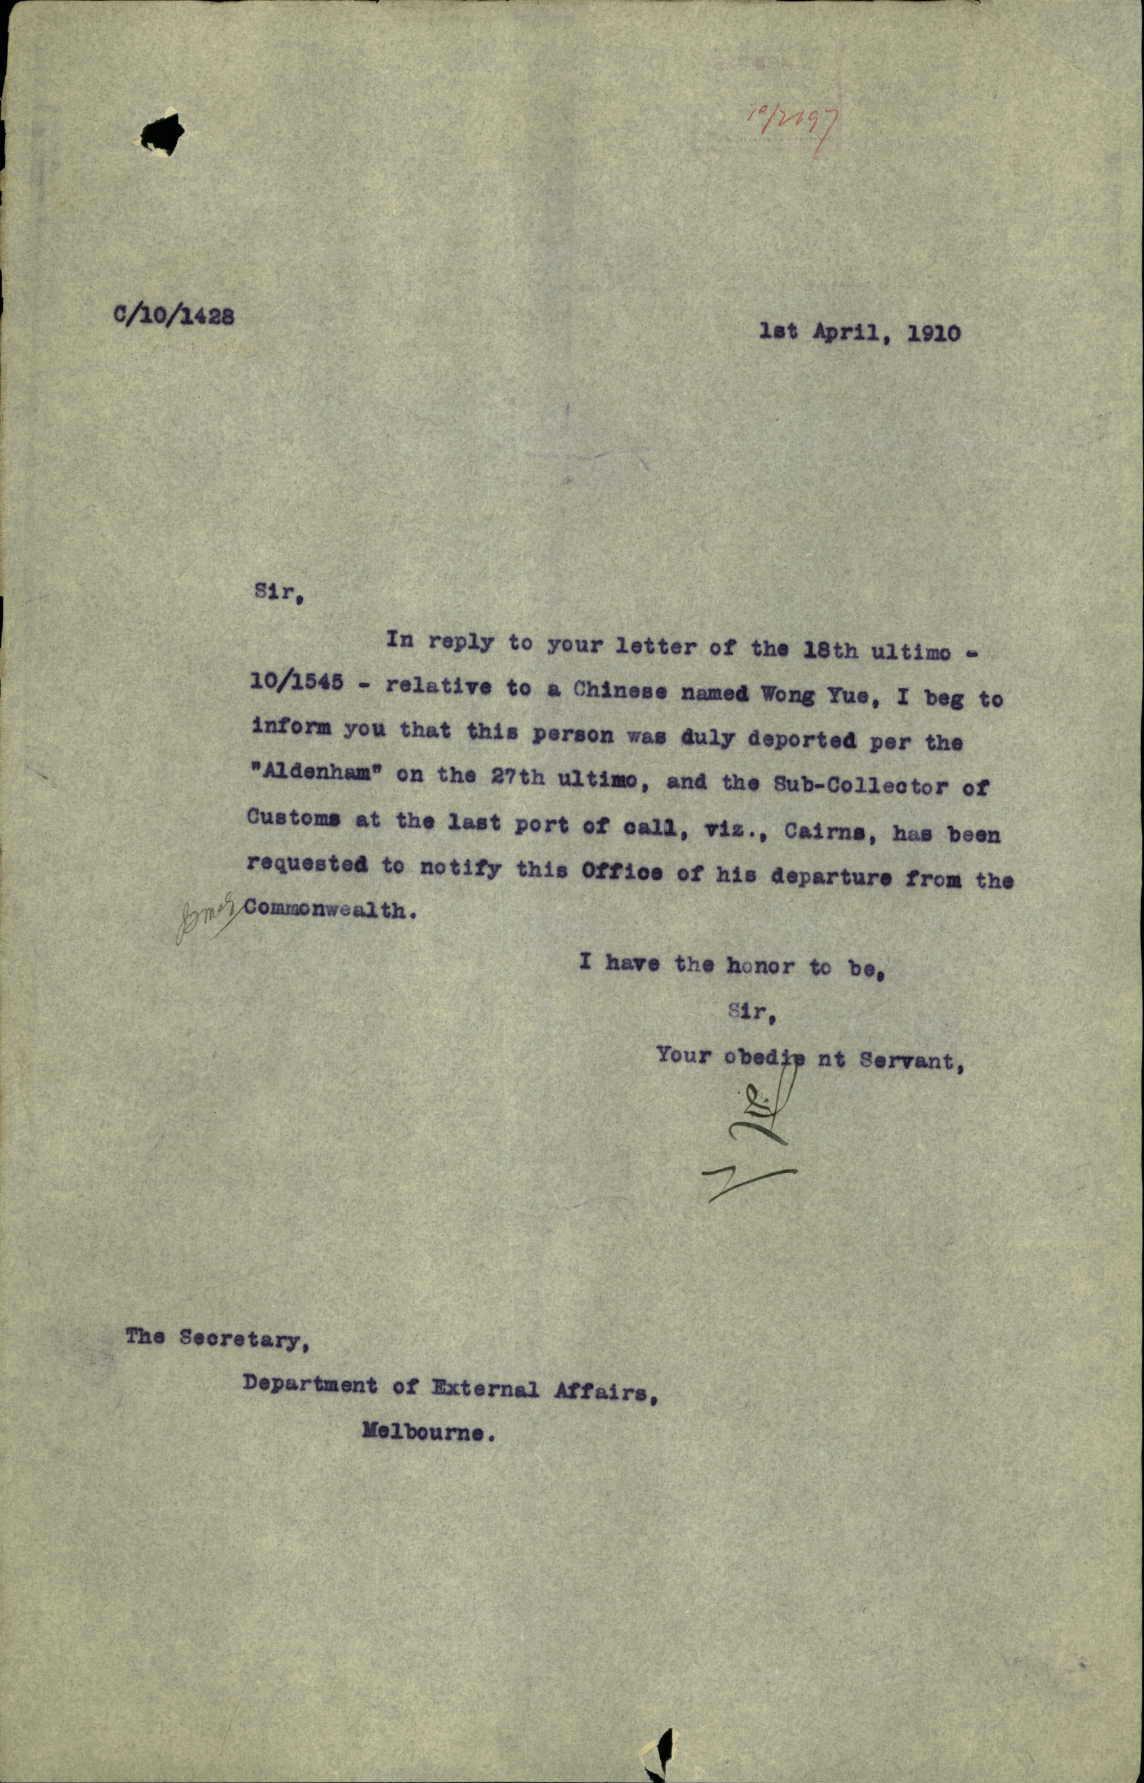 10/2197
C/10/1428
1st April, 1910
Sir,
In reply to your letter of the 18th ultimo -
10/1545 - relative to a Chinese named Wong Yue, I beg to
inform you that this person was duly deported per the
"Aldenham" on the 27th ultimo, and the Sub-Collector of
Customs at the last port of call, viz., Cairns, has been
requested to notify this Office of his departure from the
Commonwealth.
I have the honor to be,
Sir,
Your obedie nt Servant,
The Secretary,
Department of External Affairs,
Melbourne.